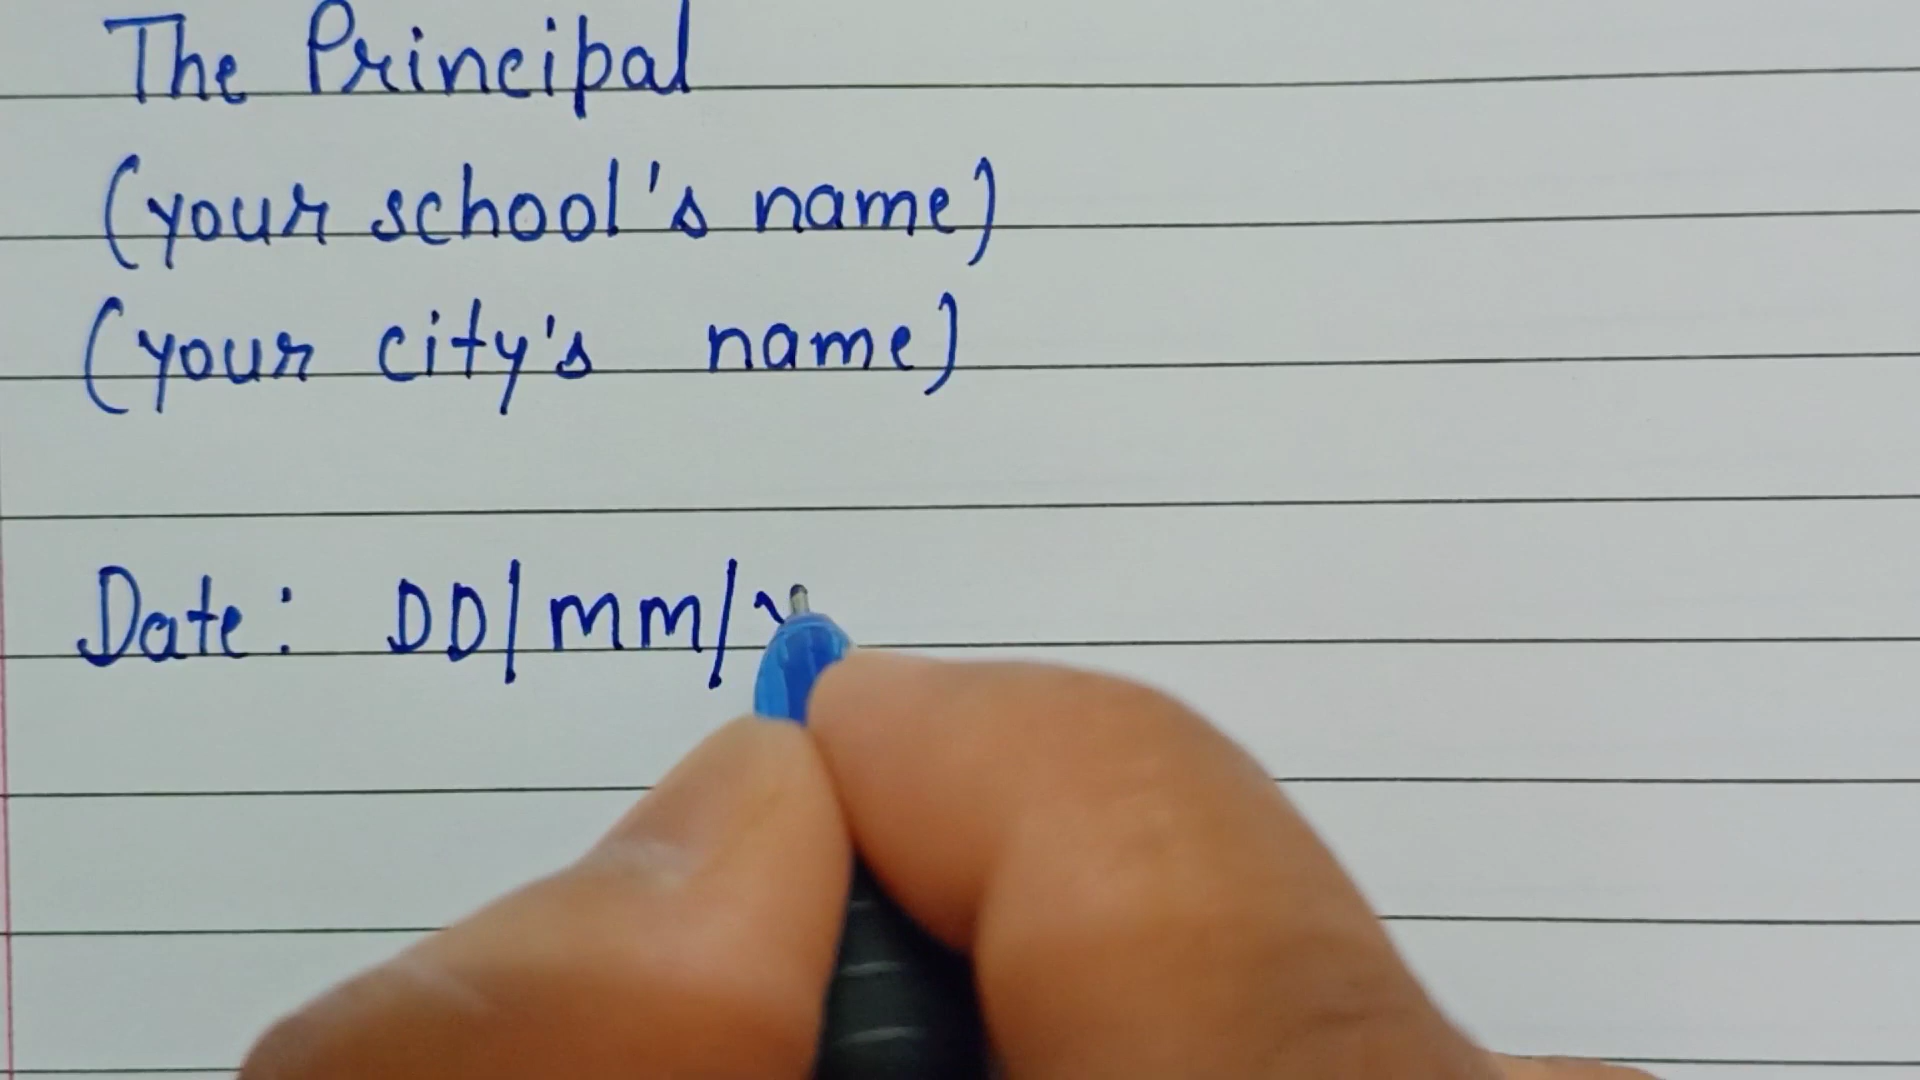 The Principal
(your school's name)
(your city's name)
Date: DD/MM/Y